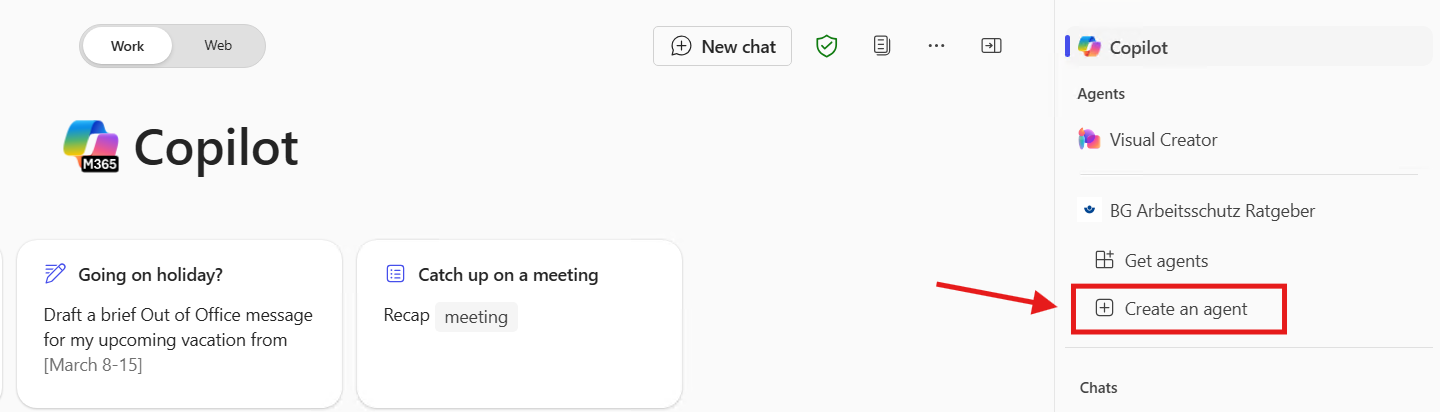 Work
Web
New chat
M365
Copilot
Going on holiday?
Draft a brief Out of Office message
for my upcoming vacation from
[March 8-15]
Catch up on a meeting
Recap meeting
Copilot
Agents
Visual Creator
BG Arbeitsschutz Ratgeber
Get agents
Create an agent
Chats